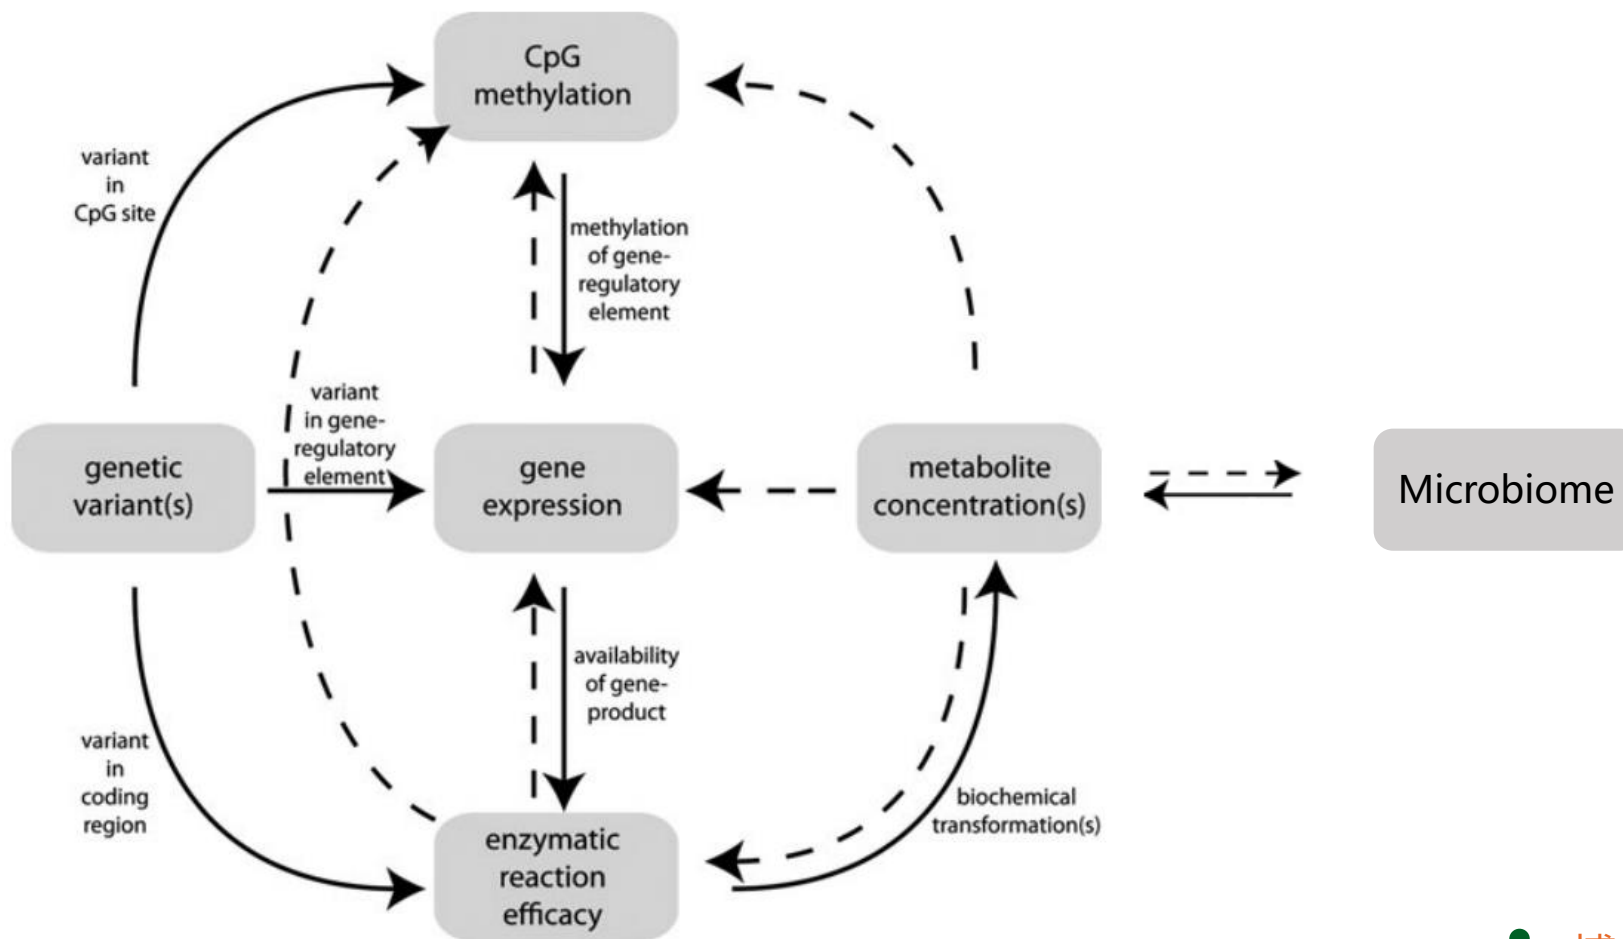 CpG
methylation
variant
in
CpG site
methylation
of gene-
regulatory
element
variant
in gene-
regulatory
element
genetic
variant(s)
gene
expression
metabolite
concentration(s)
Microbiome
availability
of gene-
product
variant
in
coding
region
biochemical
transformation(s)
enzymatic
reaction
efficacy